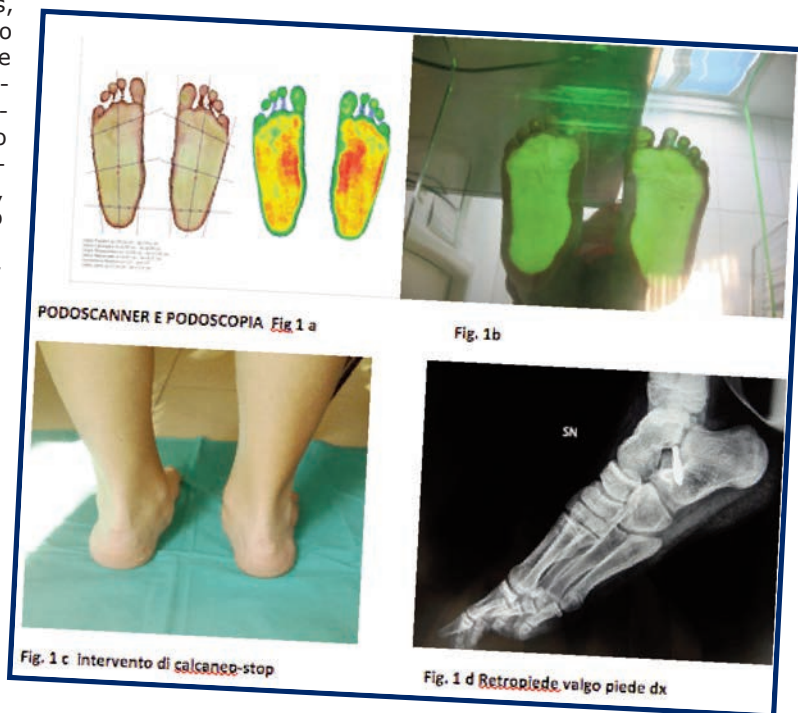 s,
o
e
-
-
o
-
,
o
.
PODOSCANNER E PODOSCOPIA Fig 1 a
Fig. 1b
SN
Fig. 1 c intervento di calcaneo-stop
Fig. 1 d Retropiede valgo piede dx